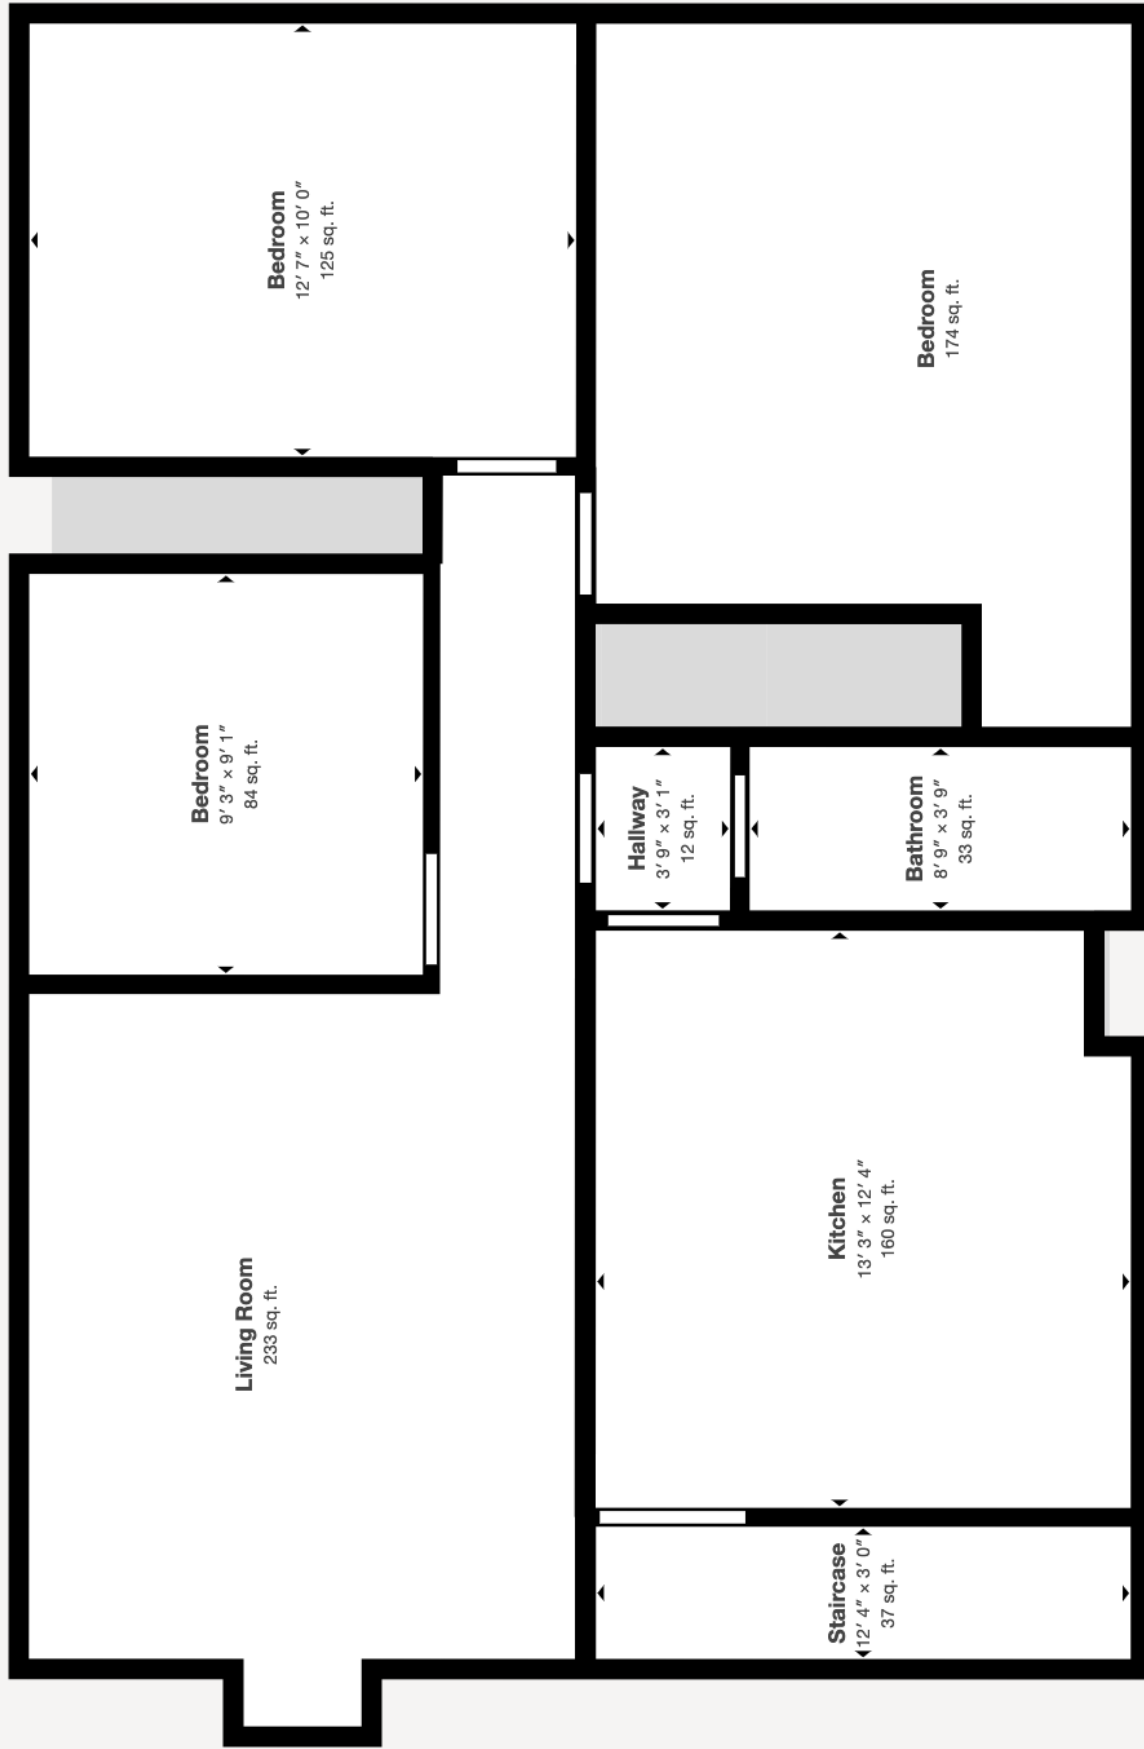 Bedroom
12' 7" × 10' 0"
125 sq. ft.
Bedroom
174 sq. ft.
Bedroom
9' 3" × 9' 1"
84 sq. ft.
Hallway
3' 9" × 3' 1"
12 sq. ft.
Bathroom
8' 9" × 3' 9"
33 sq. ft.
Living Room
233 sq. ft.
Kitchen
13' 3" × 12' 4"
160 sq. ft.
Staircase
12' 4" × 3' 0"
37 sq. ft.